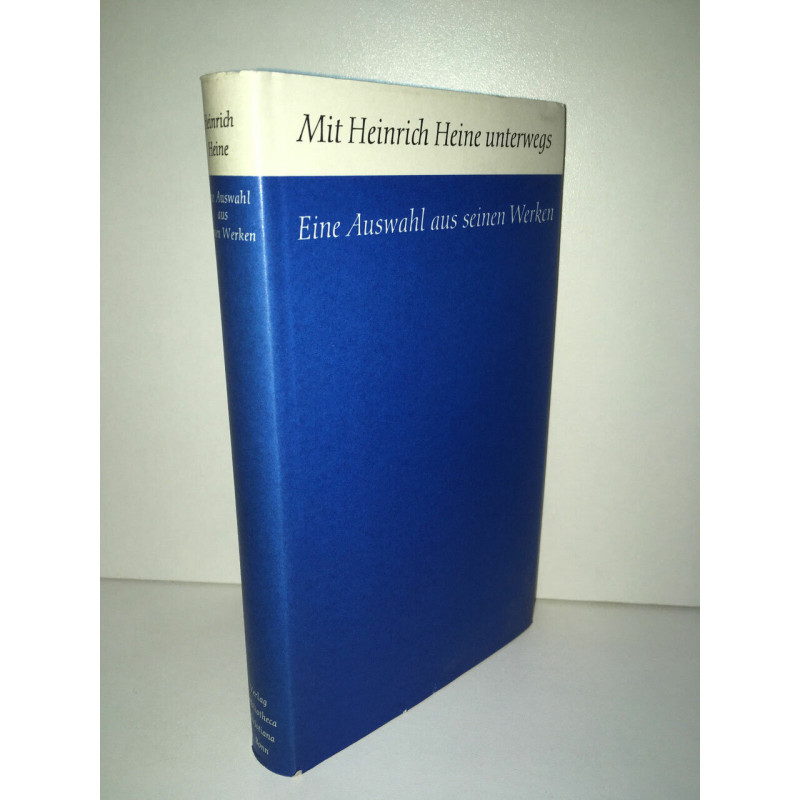 Mit Heinrich Heine unterwegs
Eine Auswahl aus seinen Werken
Heine
Auswahl
aus
Werken